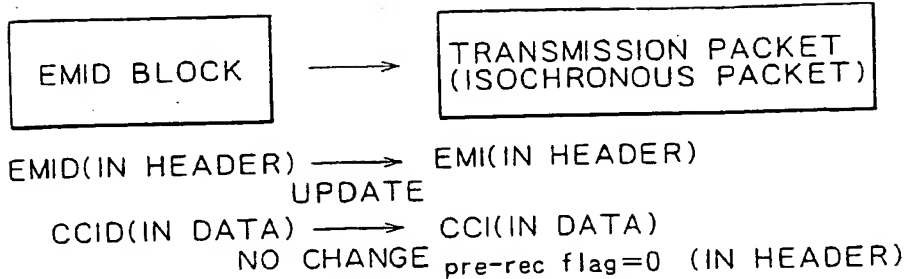 EMID BLOCK
TRANSMISSION PACKET
(ISOCHRONOUS PACKET)
EMID(IN HEADER) EMI(IN HEADER)
UPDATE
CCID(IN DATA) CCI(IN DATA)
NO CHANGE pre-rec flag=0 (IN HEADER)